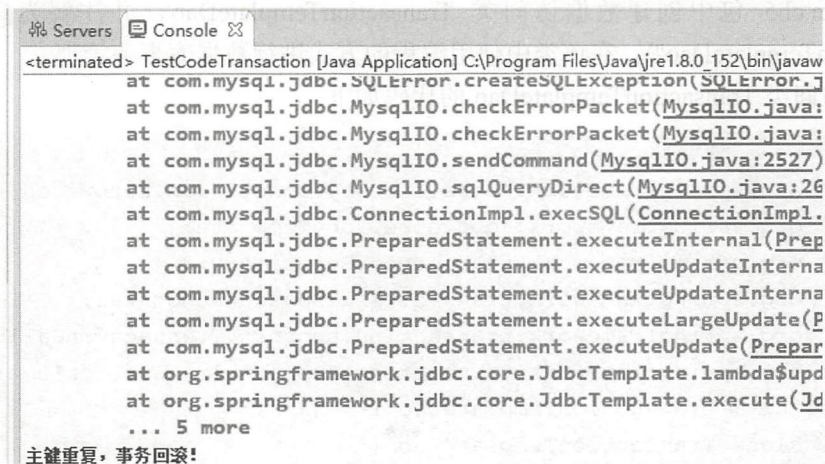 Servers Console
<terminated> TestCodeTransaction [Java Application] C:\Program Files\Java\jre1.8.0_152\bin\javaw
at com.mysql.jdbc.SQLError.createSQLException(SQLError.j
at com.mysql.jdbc.MysqlIO.checkErrorPacket(MysqlIO.java:
at com.mysql.jdbc.MysqlIO.checkErrorPacket(MysqlIO.java:
at com.mysql.jdbc.MysqlIO.sendCommand(MysqlIO.java:2527)
at com.mysql.jdbc.MysqlIO.sqlQueryDirect(MysqlIO.java:26
at com.mysql.jdbc.ConnectionImpl.execSQL(ConnectionImpl.
at com.mysql.jdbc.PreparedStatement.executeInternal(Prep
at com.mysql.jdbc.PreparedStatement.executeUpdateInterna
at com.mysql.jdbc.PreparedStatement.executeUpdateInterna
at com.mysql.jdbc.PreparedStatement.executeLargeUpdate(P
at com.mysql.jdbc.PreparedStatement.executeUpdate(Prepar
at org.springframework.jdbc.core.JdbcTemplate.lambda$upd
at org.springframework.jdbc.core.JdbcTemplate.execute(Jd
... 5 more
主键重复，事务回滚！